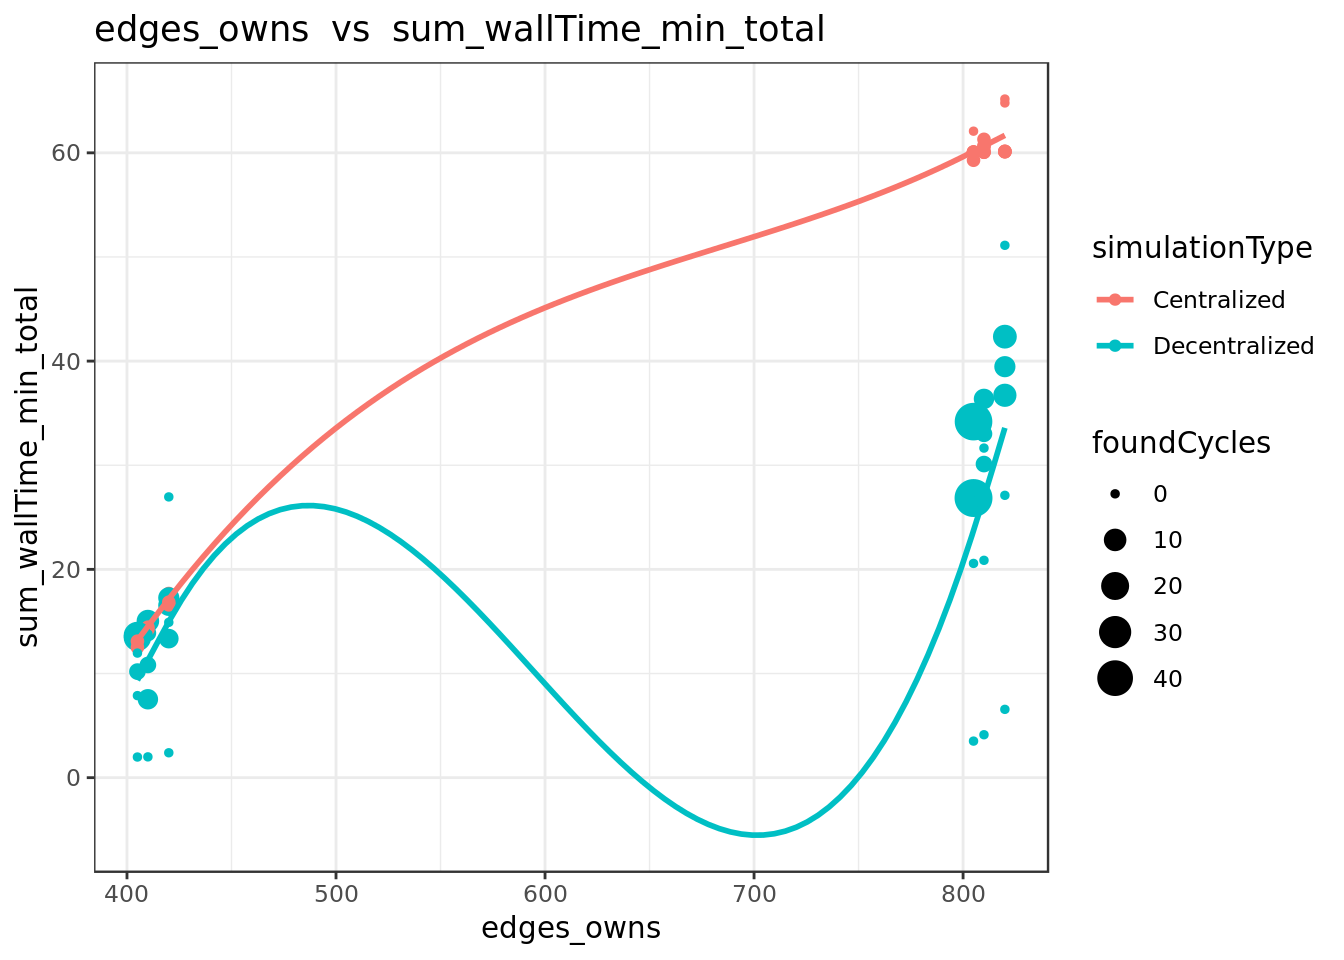 edges_owns vs sum_wallTime_min_total
sum_wallTime_min_total
60
40
20
0
400
500
600
700
800
edges_owns
simulationType
Centralized
Decentralized
foundCycles
0
10
20
30
40